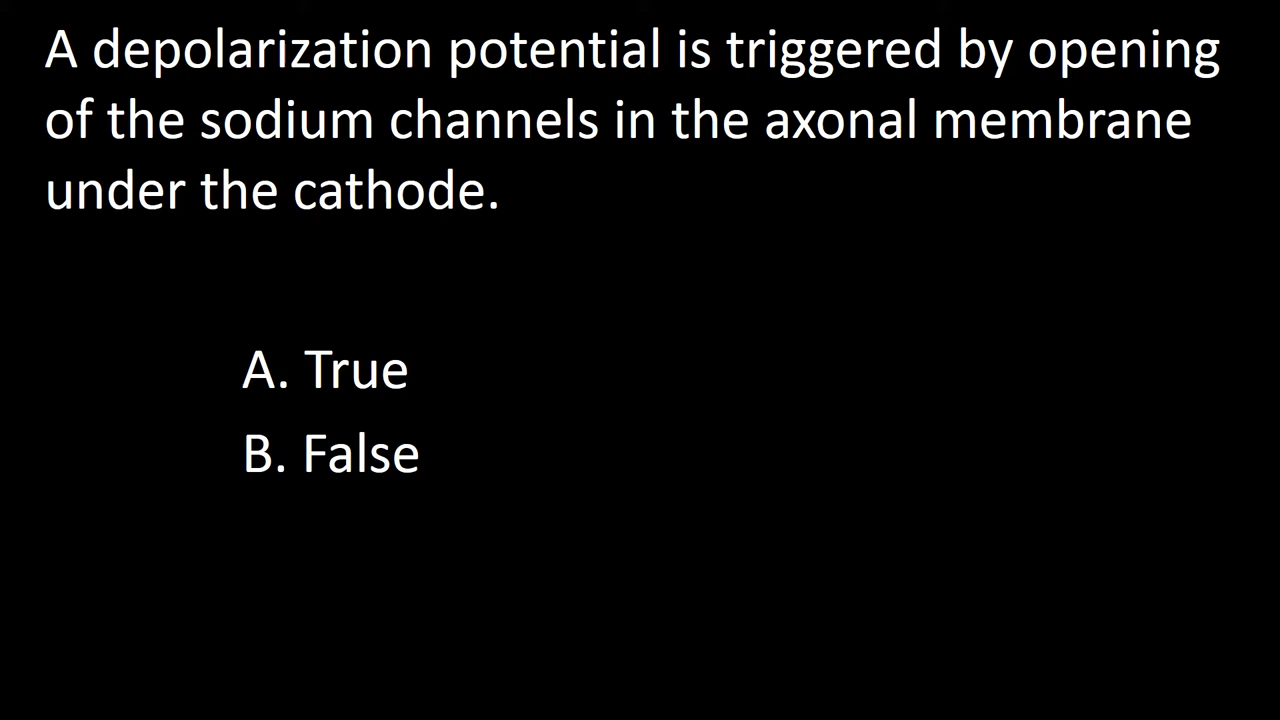 A depolarization potential is triggered by opening
of the sodium channels in the axonal membrane
under the cathode.
A. True
B. False